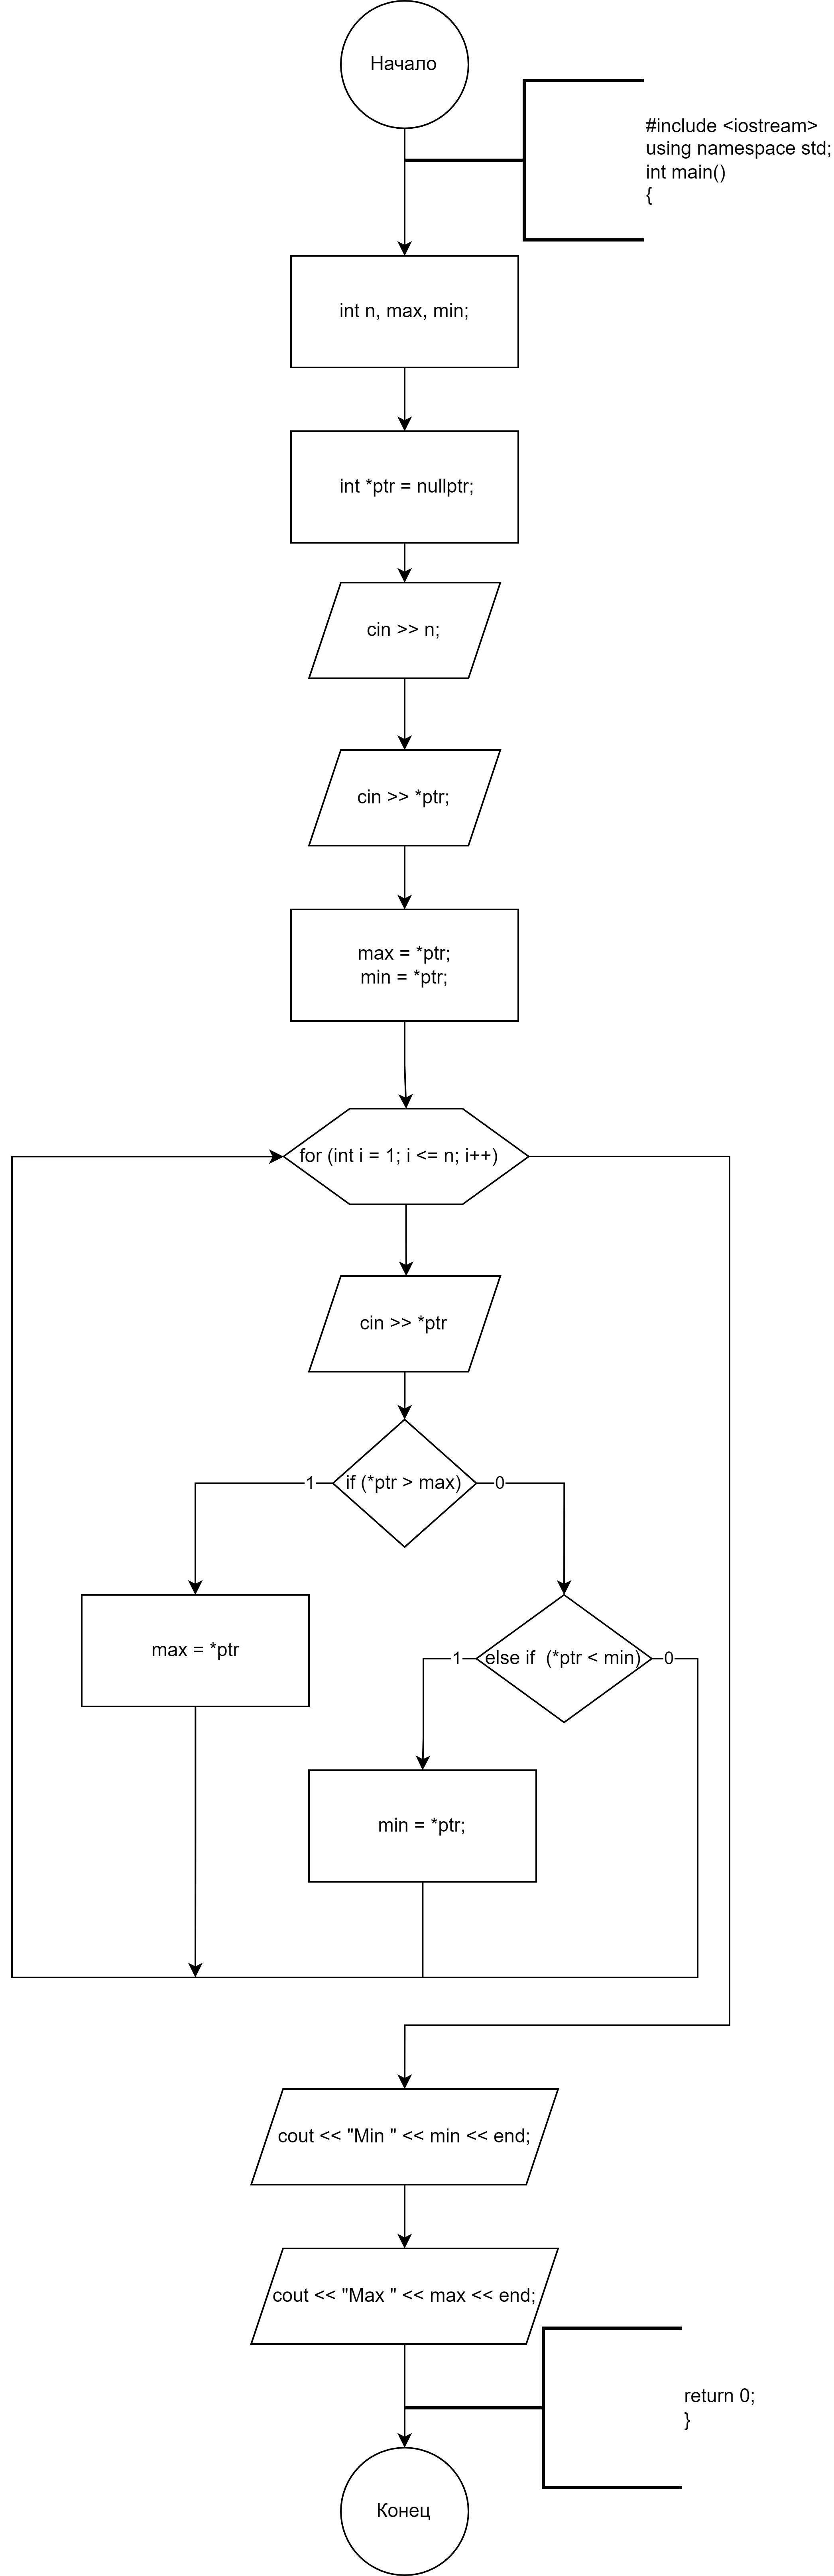 Начало
#include <iostream>
using namespace std;
int main()
{
int n, max, min;
int *ptr = nullptr;
cin >> n;
cin >> *ptr;
max = *ptr;
min = *ptr;
for (int i = 1; i <= n; i++)
cin >> *ptr
1
if (*ptr > max)
0
max = *ptr
1
else if  (*ptr < min)
0
min = *ptr;
cout << "Min " << min << end;
cout << "Max " << max << end;
return 0;
}
Конец